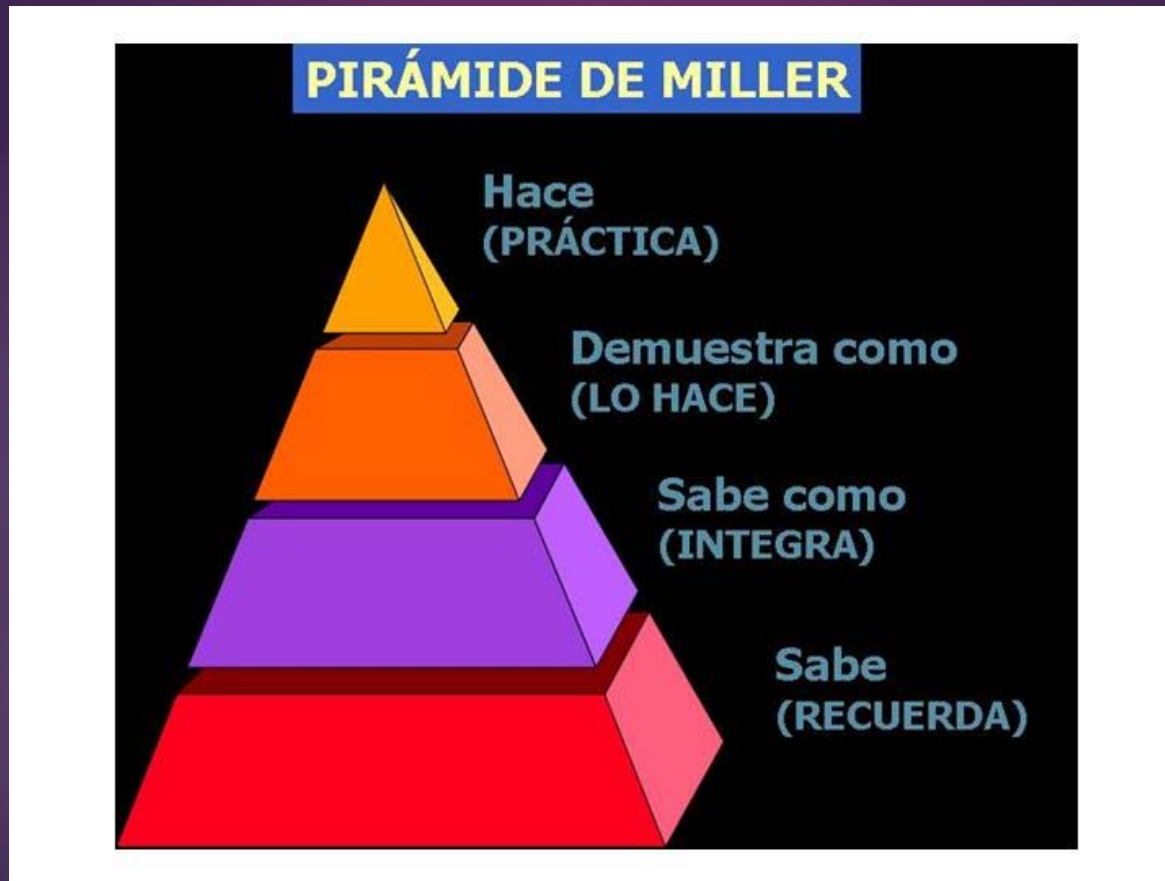 PIRÁMIDE DE MILLER
Hace
(PRÁCTICA)
Demuestra como
(LO HACE)
Sabe como
(INTEGRA)
Sabe
(RECUERDA)